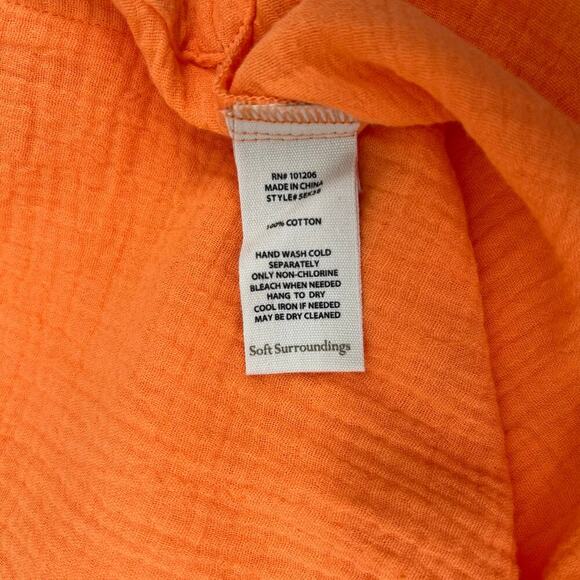 RN# 101206
MADE IN CHINA
STYLE# 5EK38
100% COTTON
HAND WASH COLD
SEPARATELY
ONLY NON-CHLORINE
BLEACH WHEN NEEDED
HANG TO DRY
COOL IRON IF NEEDED
MAY BE DRY CLEANED
Soft Surroundings